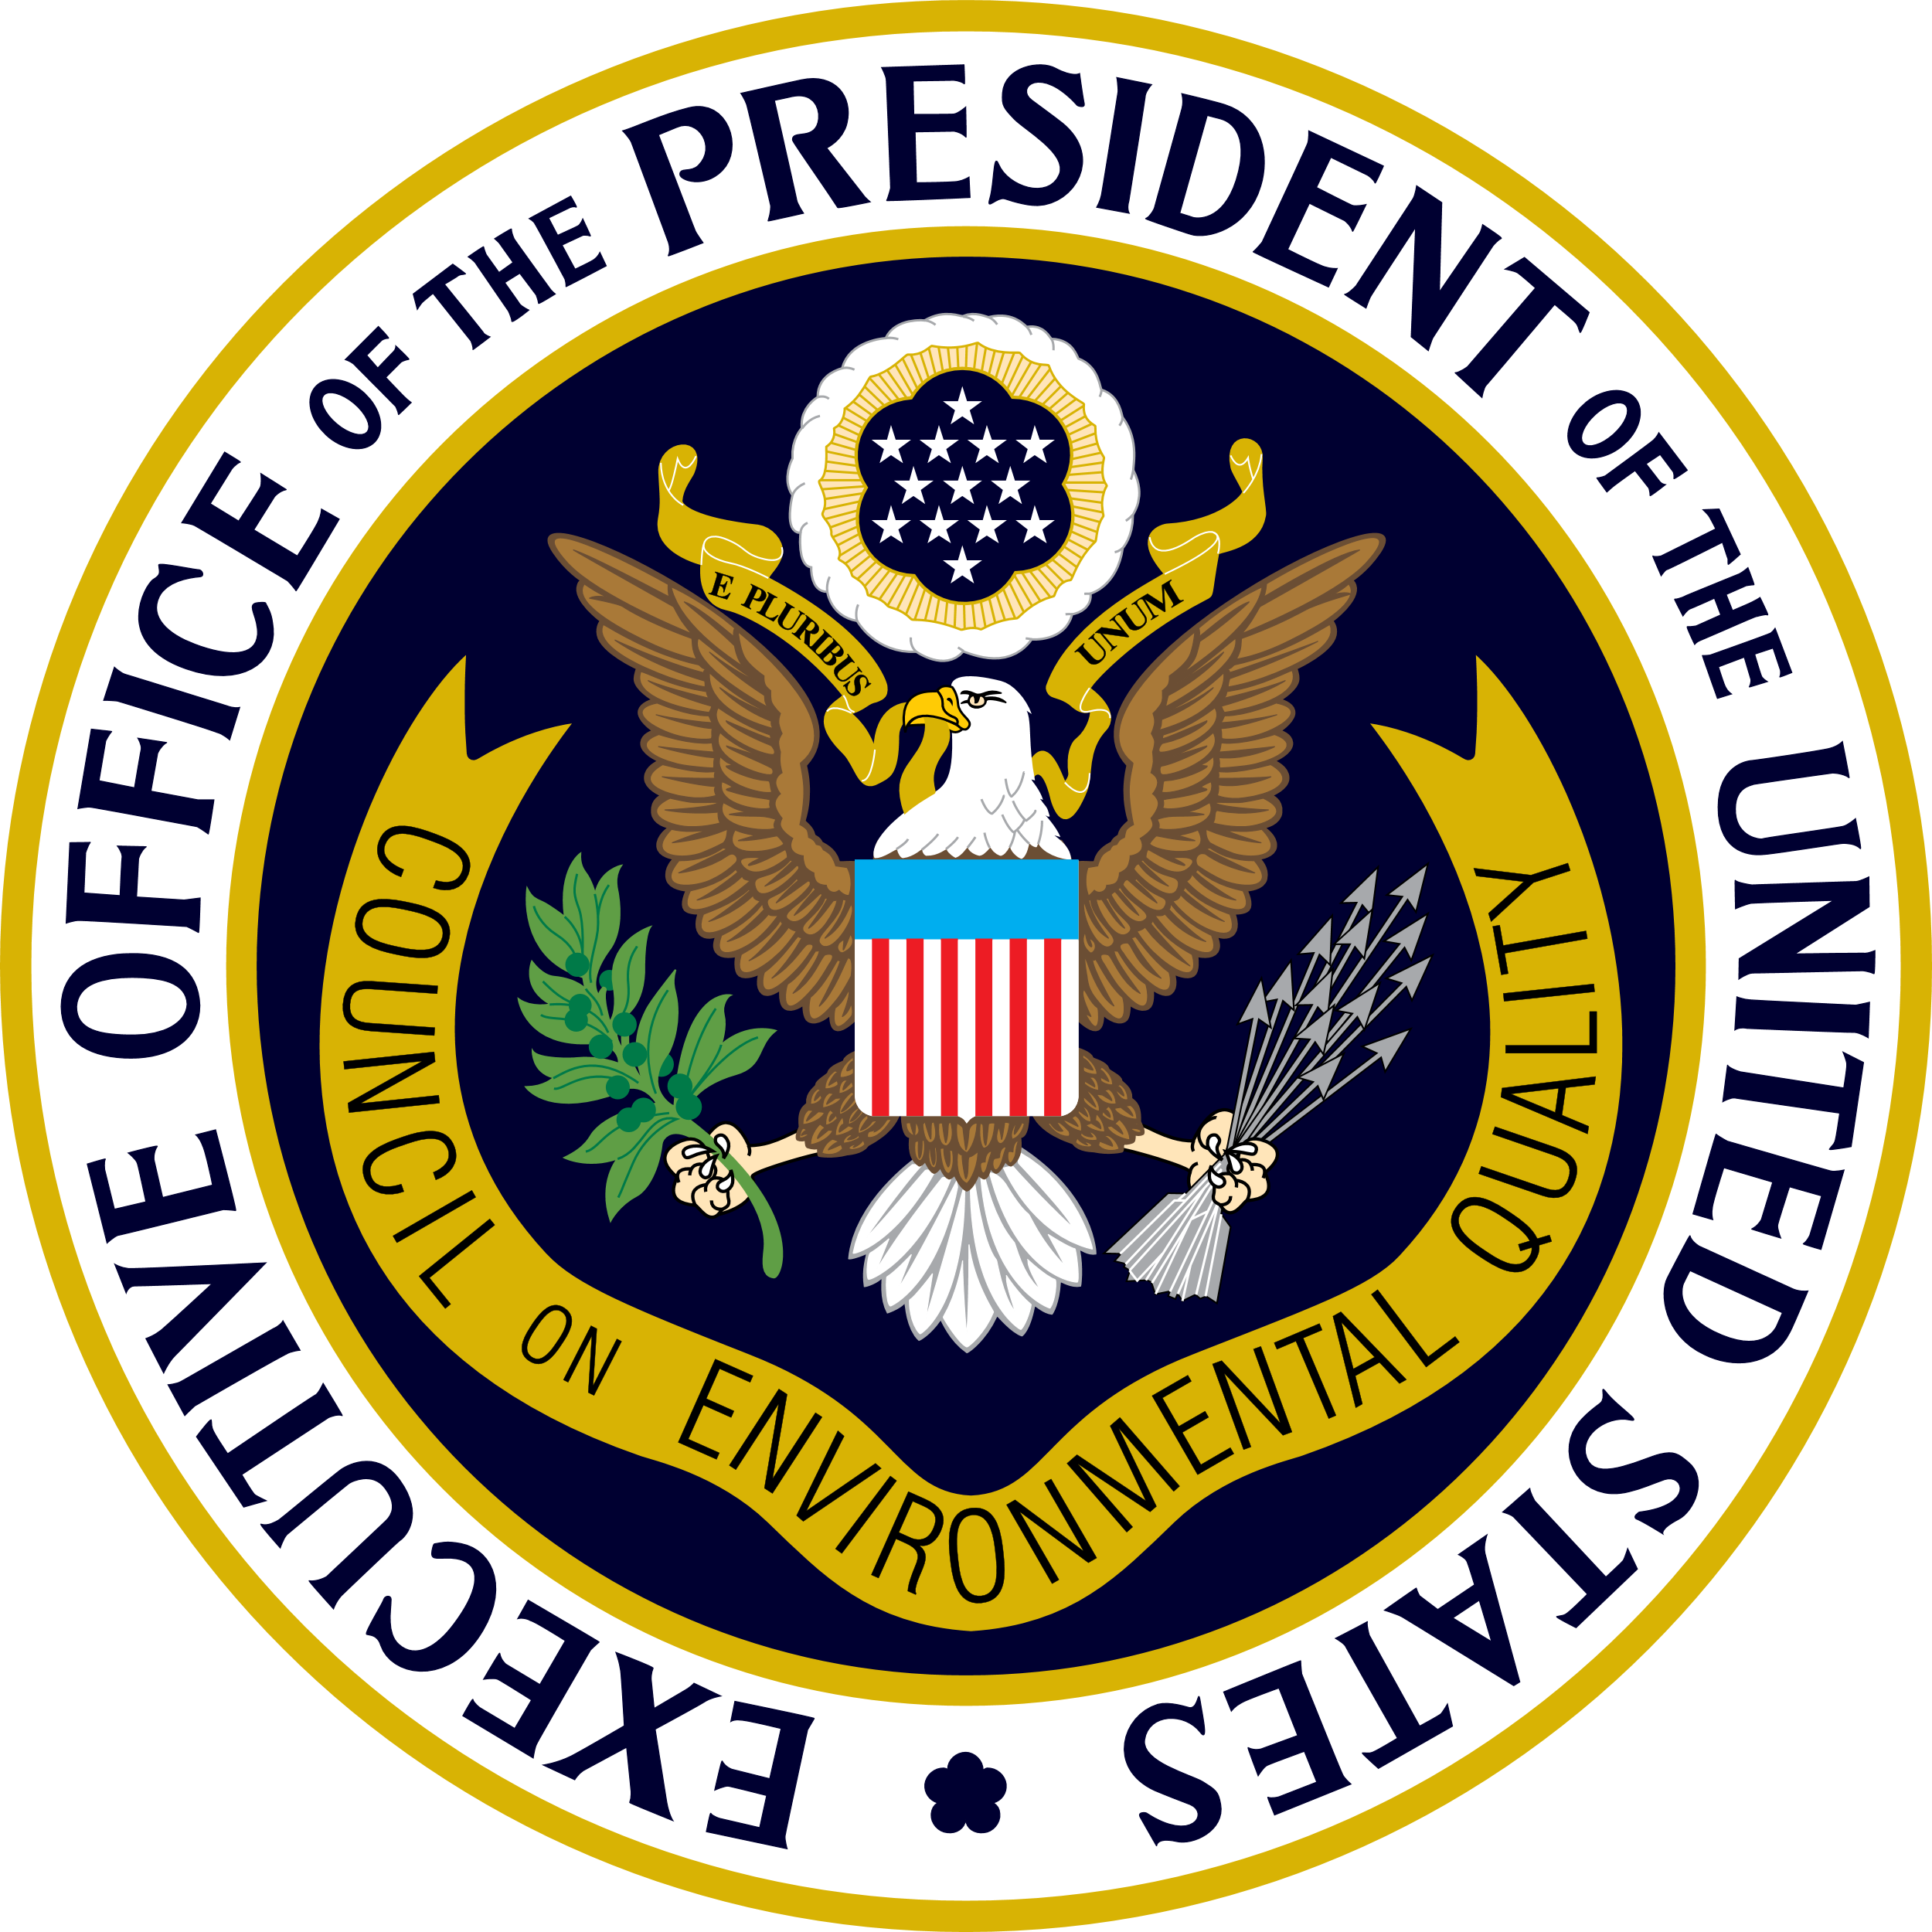 EXECUTIVE OFFICE OF THE PRESIDENT OF THE UNITED STATES
E PLURIBUS UNUM
COUNCIL ON ENVIRONMENTAL QUALITY